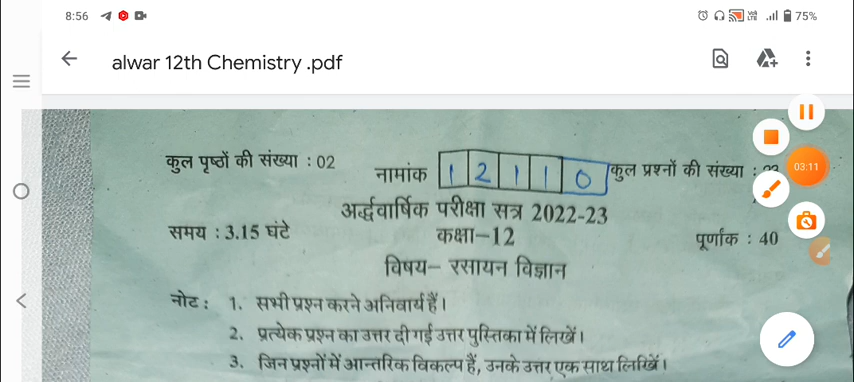 8:56 75%
alwar 12th Chemistry .pdf
कुल पृष्ठों की संख्या : 02
नामांक 1 2 1 1 0 कुल प्रश्नों की संख्या :
03:11
अर्द्धवार्षिक परीक्षा सत्र 2022-23
समय : 3.15 घंटे कक्षा–12 पूर्णांक : 40
विषय– रसायन विज्ञान
नोट : 1. सभी प्रश्न करने अनिवार्य हैं।
2. प्रत्येक प्रश्न का उत्तर दी गई उत्तर पुस्तिका में लिखें।
3. जिन प्रश्नों में आन्तरिक विकल्प हैं, उनके उत्तर एक साथ लिखिें।